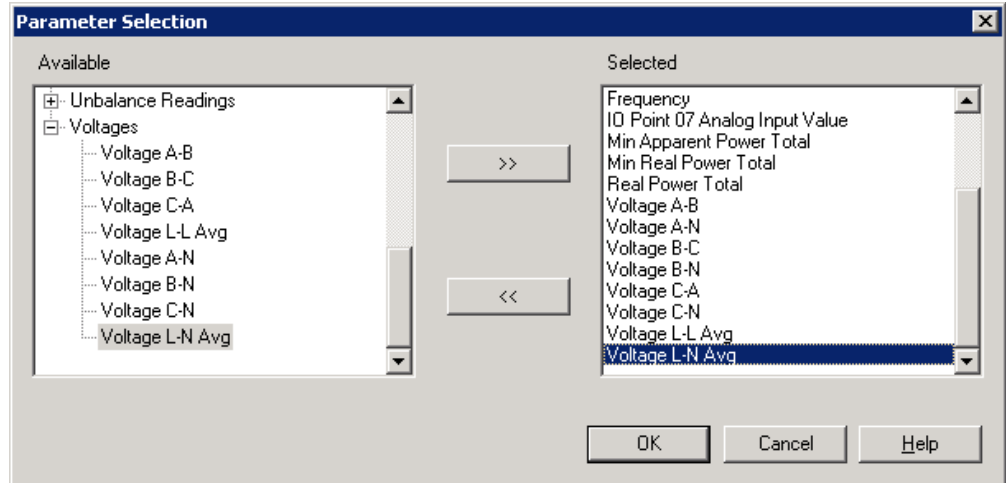 Parameter Selection
Available
Selected
Unbalance Readings
Voltages
Voltage A-B
Voltage B-C
Voltage C-A
Voltage L-L Avg
Voltage A-N
Voltage B-N
Voltage C-N
Voltage L-N Avg
>>
<<
Frequency
IO Point 07 Analog Input Value
Min Apparent Power Total
Min Real Power Total
Real Power Total
Voltage A-B
Voltage A-N
Voltage B-C
Voltage B-N
Voltage C-A
Voltage C-N
Voltage L-L Avg
Voltage L-N Avg
OK
Cancel
Help